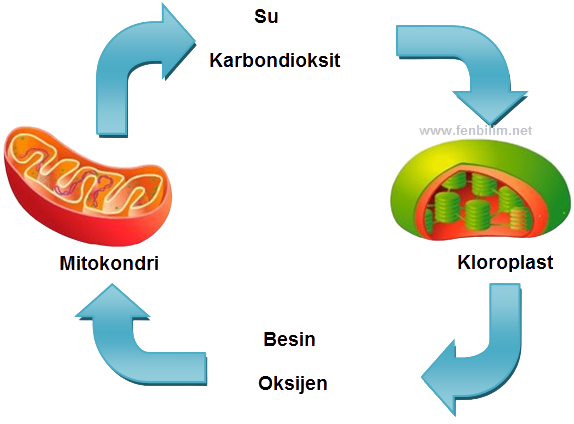 Su
Karbondioksit
www.fenbilim.net
Mitokondri
Kloroplast
Besin
Oksijen